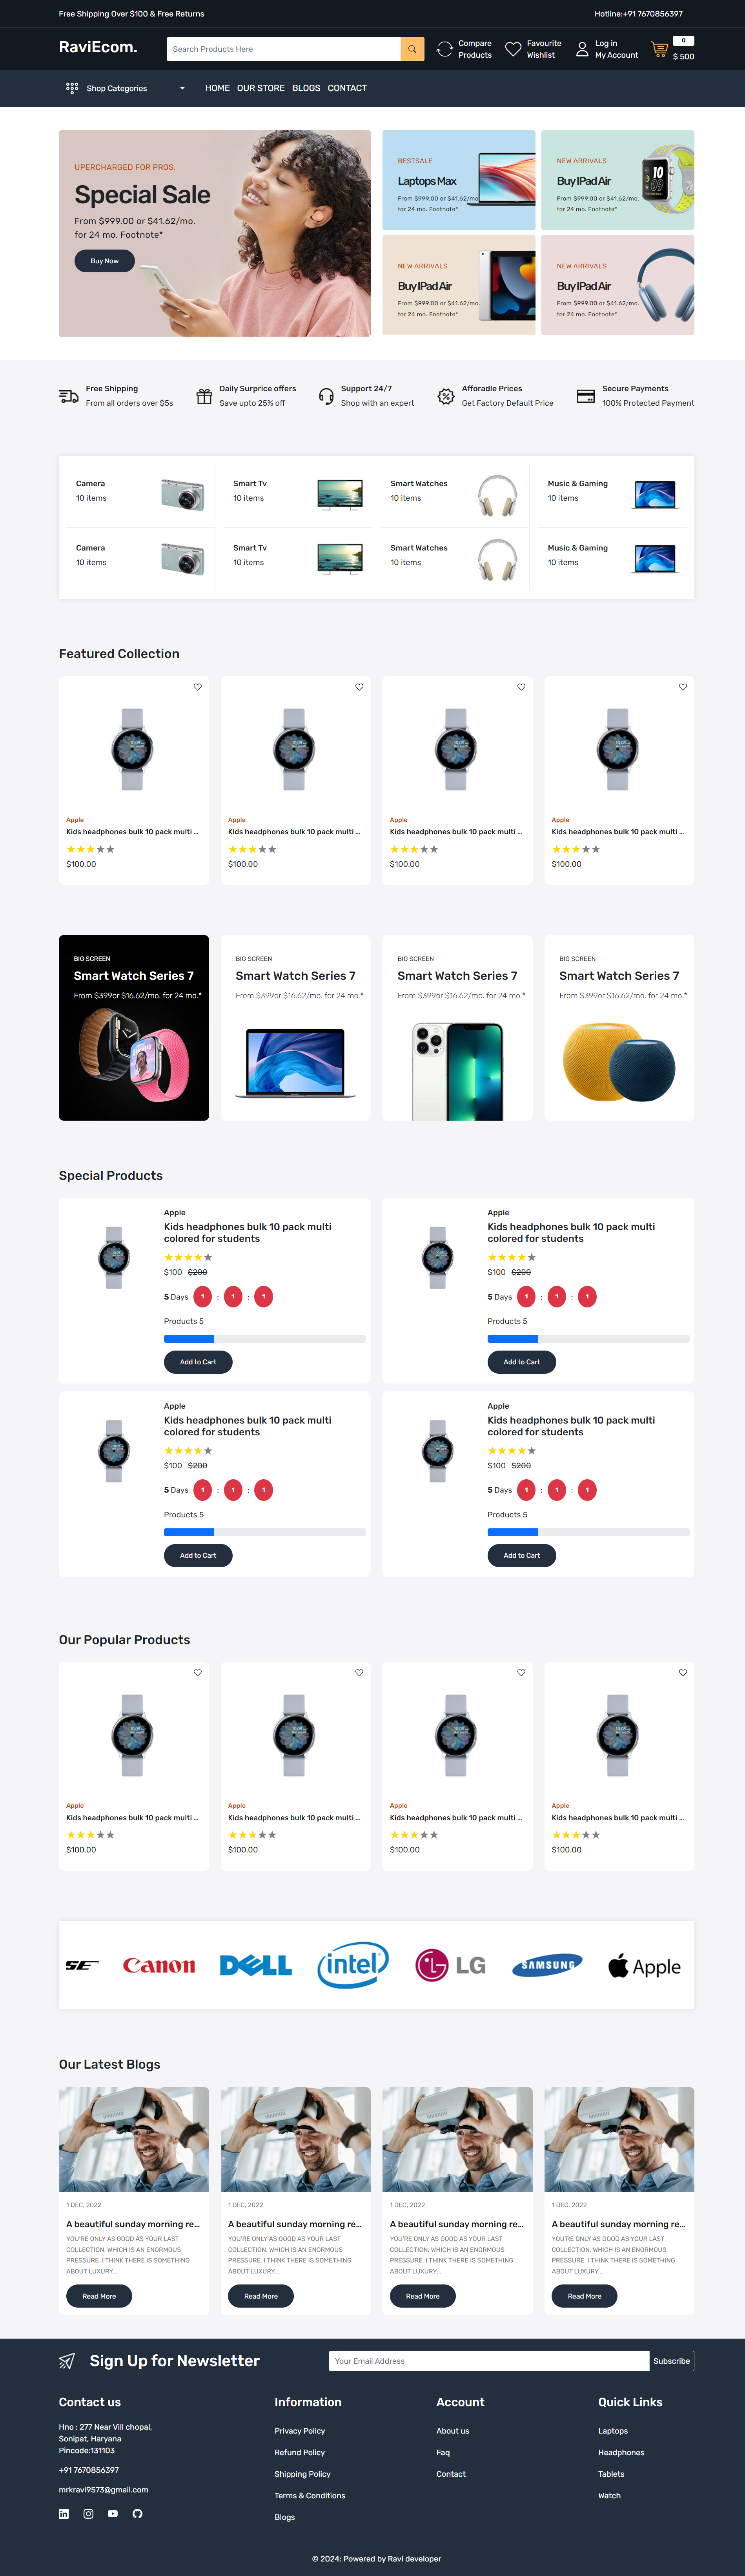 Free Shipping Over $100 & Free Returns
Hotline:+91 7670856397
RaviEcom.
Search Products Here
Compare
Products
Favourite
Wishlist
Log in
My Account
0
$ 500
Shop Categories
HOME OUR STORE BLOGS CONTACT
UPERCHARGED FOR PROS.
Special Sale
From $999.00 or $41.62/mo.
for 24 mo. Footnote*
Buy Now
BESTSALE
Laptops Max
From $999.00 or $41.62/mo.
for 24 mo. Footnote*
NEW ARRIVALS
Buy IPad Air
From $999.00 or $41.62/mo.
for 24 mo. Footnote*
NEW ARRIVALS
Buy IPad Air
From $999.00 or $41.62/mo.
for 24 mo. Footnote*
NEW ARRIVALS
Buy IPad Air
From $999.00 or $41.62/mo.
for 24 mo. Footnote*
Free Shipping
From all orders over $5s
Daily Surprice offers
Save upto 25% off
Support 24/7
Shop with an expert
Afforadle Prices
Get Factory Default Price
Secure Payments
100% Protected Payment
Camera
10 items
Smart Tv
10 items
Smart Watches
10 items
Music & Gaming
10 items
Camera
10 items
Smart Tv
10 items
Smart Watches
10 items
Music & Gaming
10 items
Featured Collection
Apple
Kids headphones bulk 10 pack multi ...
$100.00
Apple
Kids headphones bulk 10 pack multi ...
$100.00
Apple
Kids headphones bulk 10 pack multi ...
$100.00
Apple
Kids headphones bulk 10 pack multi ...
$100.00
BIG SCREEN
Smart Watch Series 7
From $399or $16.62/mo. for 24 mo.*
BIG SCREEN
Smart Watch Series 7
From $399or $16.62/mo. for 24 mo.*
BIG SCREEN
Smart Watch Series 7
From $399or $16.62/mo. for 24 mo.*
BIG SCREEN
Smart Watch Series 7
From $399or $16.62/mo. for 24 mo.*
Special Products
Apple
Kids headphones bulk 10 pack multi
colored for students
$100 $200
5 Days 1 : 1 : 1
Products 5
Add to Cart
Apple
Kids headphones bulk 10 pack multi
colored for students
$100 $200
5 Days 1 : 1 : 1
Products 5
Add to Cart
Apple
Kids headphones bulk 10 pack multi
colored for students
$100 $200
5 Days 1 : 1 : 1
Products 5
Add to Cart
Apple
Kids headphones bulk 10 pack multi
colored for students
$100 $200
5 Days 1 : 1 : 1
Products 5
Add to Cart
Our Popular Products
Apple
Kids headphones bulk 10 pack multi ...
$100.00
Apple
Kids headphones bulk 10 pack multi ...
$100.00
Apple
Kids headphones bulk 10 pack multi ...
$100.00
Apple
Kids headphones bulk 10 pack multi ...
$100.00
SE Canon DELL intel LG SAMSUNG Apple
Our Latest Blogs
1 DEC, 2022
A beautiful sunday morning re...
YOU'RE ONLY AS GOOD AS YOUR LAST
COLLECTION, WHICH IS AN ENORMOUS
PRESSURE. I THINK THERE IS SOMETHING
ABOUT LUXURY...
Read More
1 DEC, 2022
A beautiful sunday morning re...
YOU'RE ONLY AS GOOD AS YOUR LAST
COLLECTION, WHICH IS AN ENORMOUS
PRESSURE. I THINK THERE IS SOMETHING
ABOUT LUXURY...
Read More
1 DEC, 2022
A beautiful sunday morning re...
YOU'RE ONLY AS GOOD AS YOUR LAST
COLLECTION, WHICH IS AN ENORMOUS
PRESSURE. I THINK THERE IS SOMETHING
ABOUT LUXURY...
Read More
1 DEC, 2022
A beautiful sunday morning re...
YOU'RE ONLY AS GOOD AS YOUR LAST
COLLECTION, WHICH IS AN ENORMOUS
PRESSURE. I THINK THERE IS SOMETHING
ABOUT LUXURY...
Read More
Sign Up for Newsletter
Your Email Address
Subscribe
Contact us
Hno : 277 Near Vill chopal,
Sonipat, Haryana
Pincode:131103
+91 7670856397
mrkravi9573@gmail.com
Information
Privacy Policy
Refund Policy
Shipping Policy
Terms & Conditions
Blogs
Account
About us
Faq
Contact
Quick Links
Laptops
Headphones
Tablets
Watch
© 2024: Powered by Ravi developer